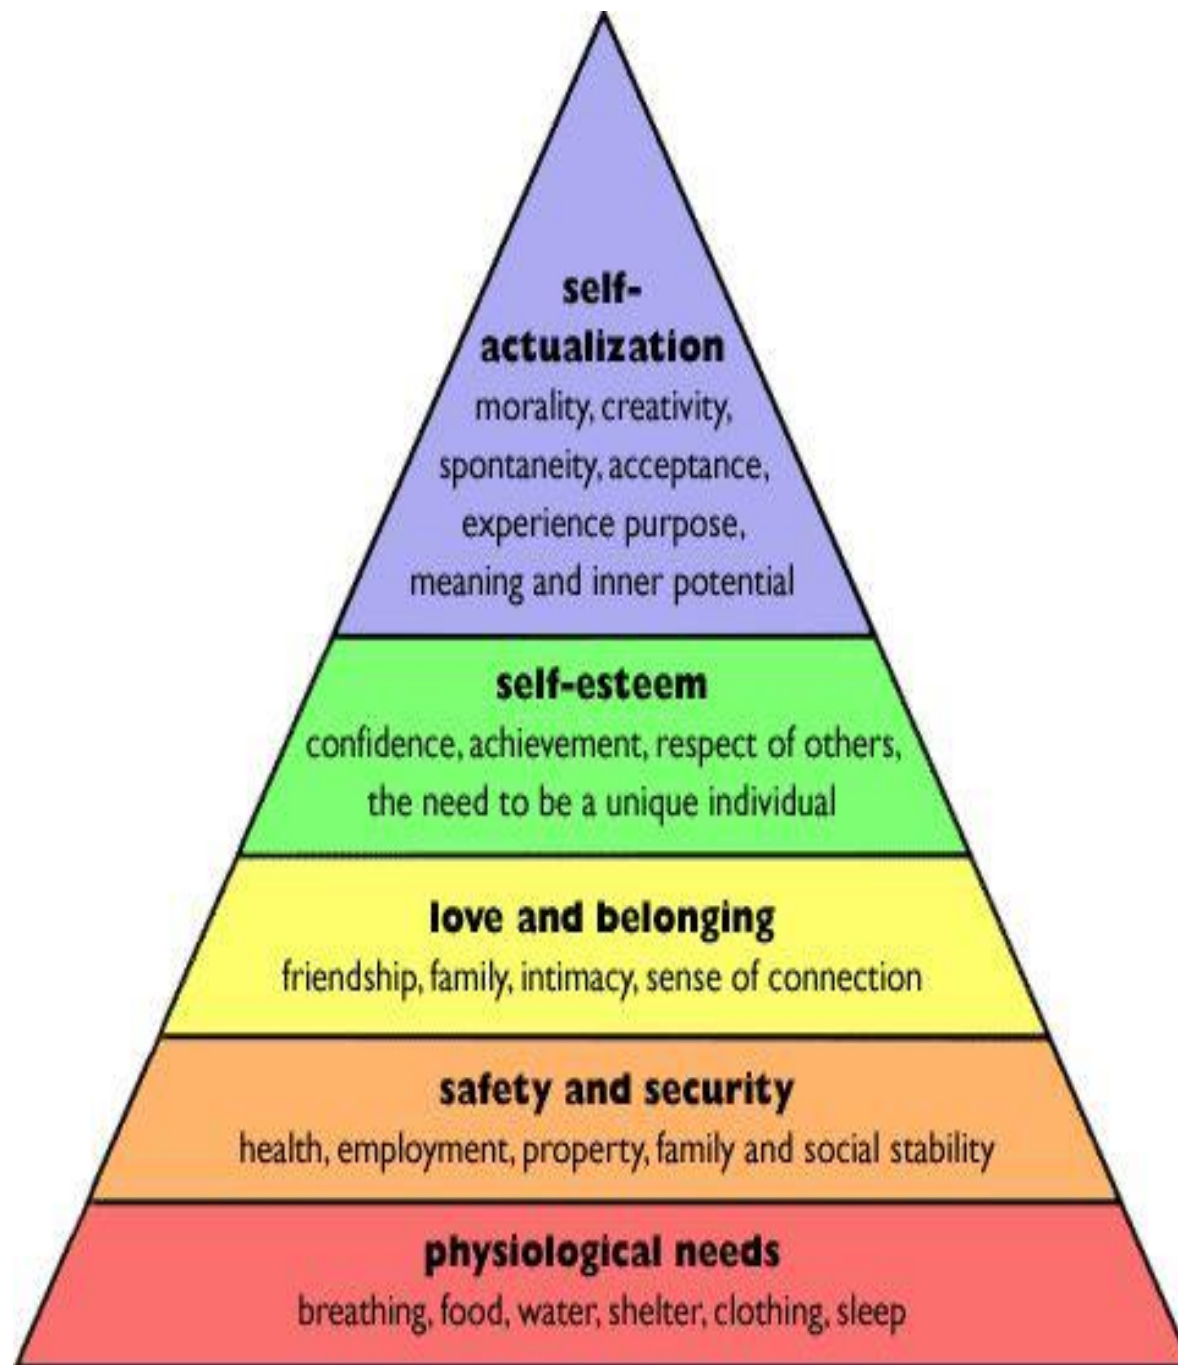 self-
actualization
morality, creativity,
spontaneity, acceptance,
experience purpose,
meaning and inner potential
self-esteem
confidence, achievement, respect of others,
the need to be a unique individual
love and belonging
friendship, family, intimacy, sense of connection
safety and security
health, employment, property, family and social stability
physiological needs
breathing, food, water, shelter, clothing, sleep